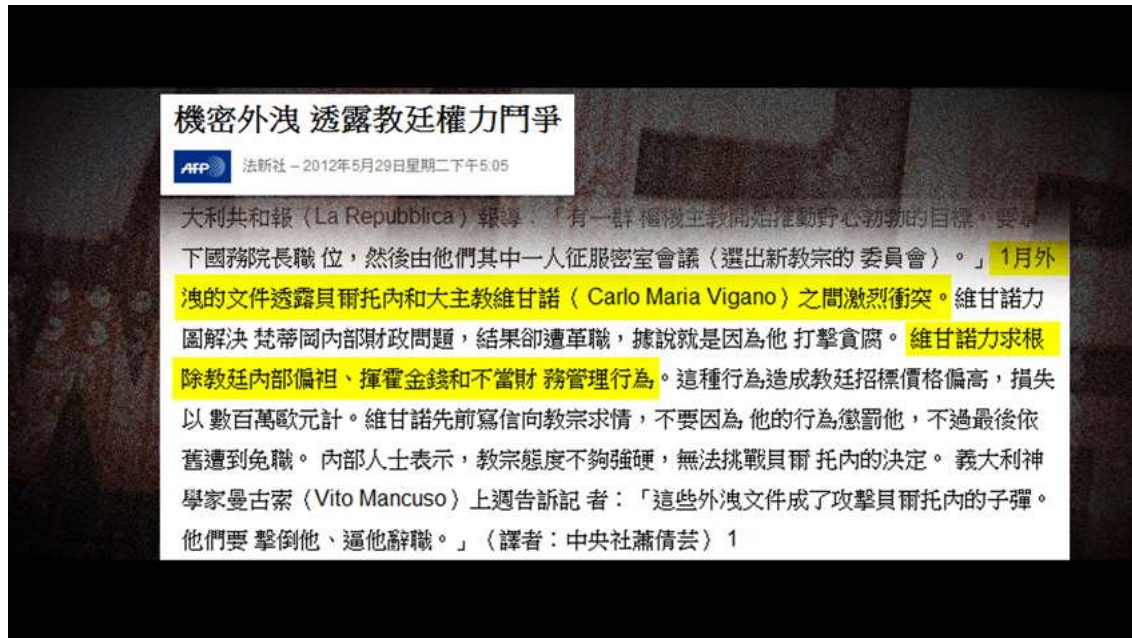 機密外洩 透露教廷權力鬥爭
AFP 法新社 – 2012年5月29日星期二下午5:05
大利共和報（La Repubblica）報導：「有一群 樞機主教開始推動野心勃勃的目標。要拿
下國務院長職 位，然後由他們其中一人征服密室會議（選出新教宗的 委員會）。」 1月外
洩的文件透露貝爾托內和大主教維甘諾（ Carlo Maria Vigano）之間激烈衝突。維甘諾力
圖解決 梵蒂岡內部財政問題，結果卻遭革職，據說就是因為他 打擊貪腐。 維甘諾力求根
除教廷內部偏袒、揮霍金錢和不當財 務管理行為。這種行為造成教廷招標價格偏高，損失
以 數百萬歐元計。維甘諾先前寫信向教宗求情，不要因為 他的行為懲罰他，不過最後依
舊遭到免職。 內部人士表示，教宗態度不夠強硬，無法挑戰貝爾 托內的決定。 義大利神
學家曼古索（Vito Mancuso）上週告訴記 者：「這些外洩文件成了攻擊貝爾托內的子彈。
他們要 擊倒他、逼他辭職。」（譯者：中央社蕭倩芸） 1